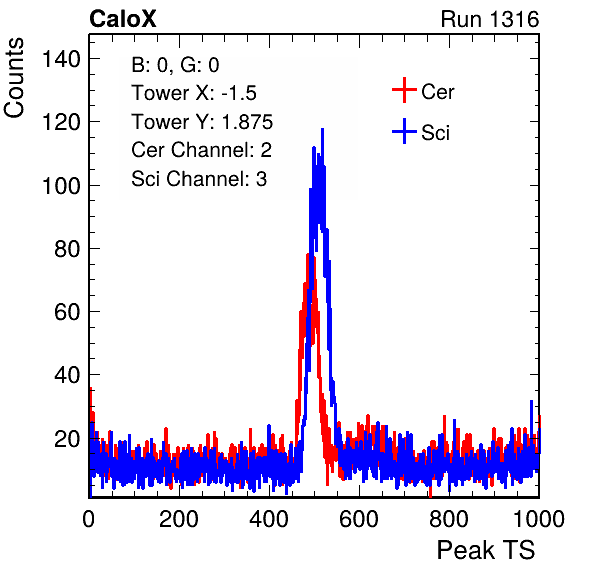 CaloX Run 1316
Counts
B: 0, G: 0
Tower X: -1.5
Tower Y: 1.875
Cer Channel: 2
Sci Channel: 3
Cer
Sci
140
120
100
80
60
40
20
0 200 400 600 800 1000
Peak TS